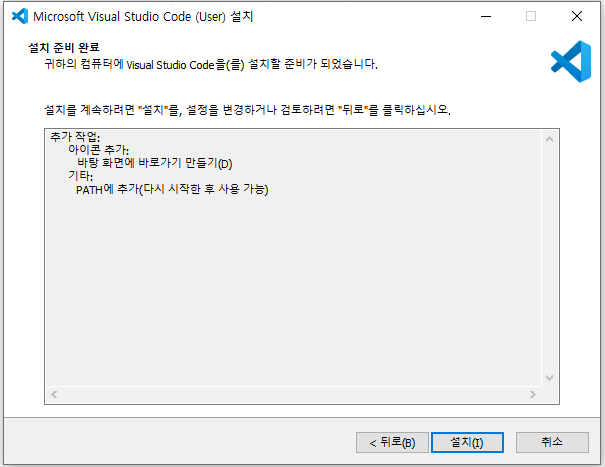 Microsoft Visual Studio Code (User) 설치
설치 준비 완료
귀하의 컴퓨터에 Visual Studio Code을(를) 설치할 준비가 되었습니다.
설치를 계속하려면 "설치"를, 설정을 변경하거나 검토하려면 "뒤로"를 클릭하십시오.
추가 작업:
아이콘 추가:
바탕 화면에 바로가기 만들기(D)
기타:
PATH에 추가(다시 시작한 후 사용 가능)
< 뒤로(B) 설치(I) 취소